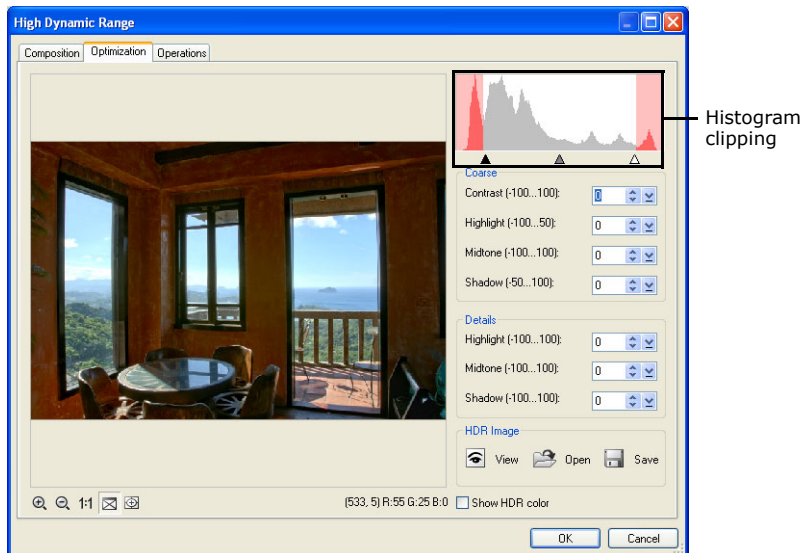 High Dynamic Range
Composition Optimization Operations
Histogram
clipping
Coarse
Contrast (-100...100): 0
Highlight (-100...50): 0
Midtone (-100...100): 0
Shadow (-50...100): 0
Details
Highlight (-100...100): 0
Midtone (-100...100): 0
Shadow (-100...100): 0
HDR Image
View Open Save
1:1 (533, 5) R:55 G:25 B:0 Show HDR color
OK Cancel